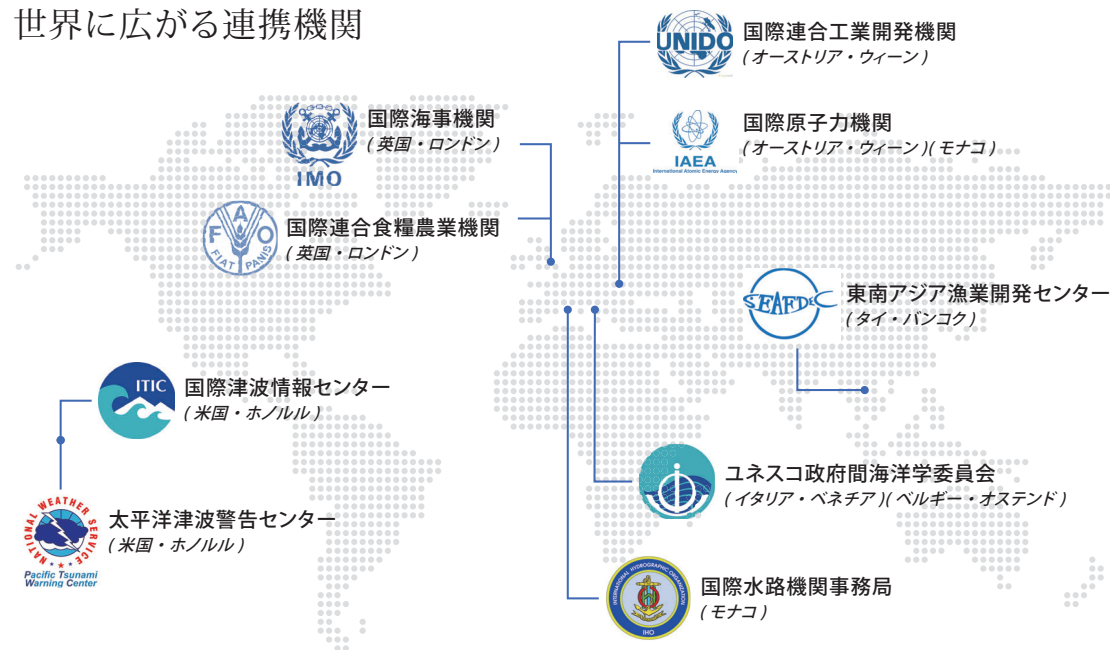 世界に広がる連携機関
UNIDO
国際連合工業開発機関
(オーストリア・ウィーン)
IMO
国際海事機関
(英国・ロンドン)
IAEA
International Atomic Energy Agency
国際原子力機関
(オーストリア・ウィーン)(モナコ)
FAO
FIAT PANIS
国際連合食糧農業機関
(英国・ロンドン)
SEAFDEC
東南アジア漁業開発センター
(タイ・バンコク)
ITIC
国際津波情報センター
(米国・ホノルル)
ユネスコ政府間海洋学委員会
(イタリア・ベネチア)(ベルギー・オステンド)
NATIONAL WEATHER SERVICE
Pacific Tsunami
Warning Center
太平洋津波警告センター
(米国・ホノルル)
INTERNATIONAL HYDROGRAPHIC ORGANIZATION
IHO
国際水路機関事務局
(モナコ)